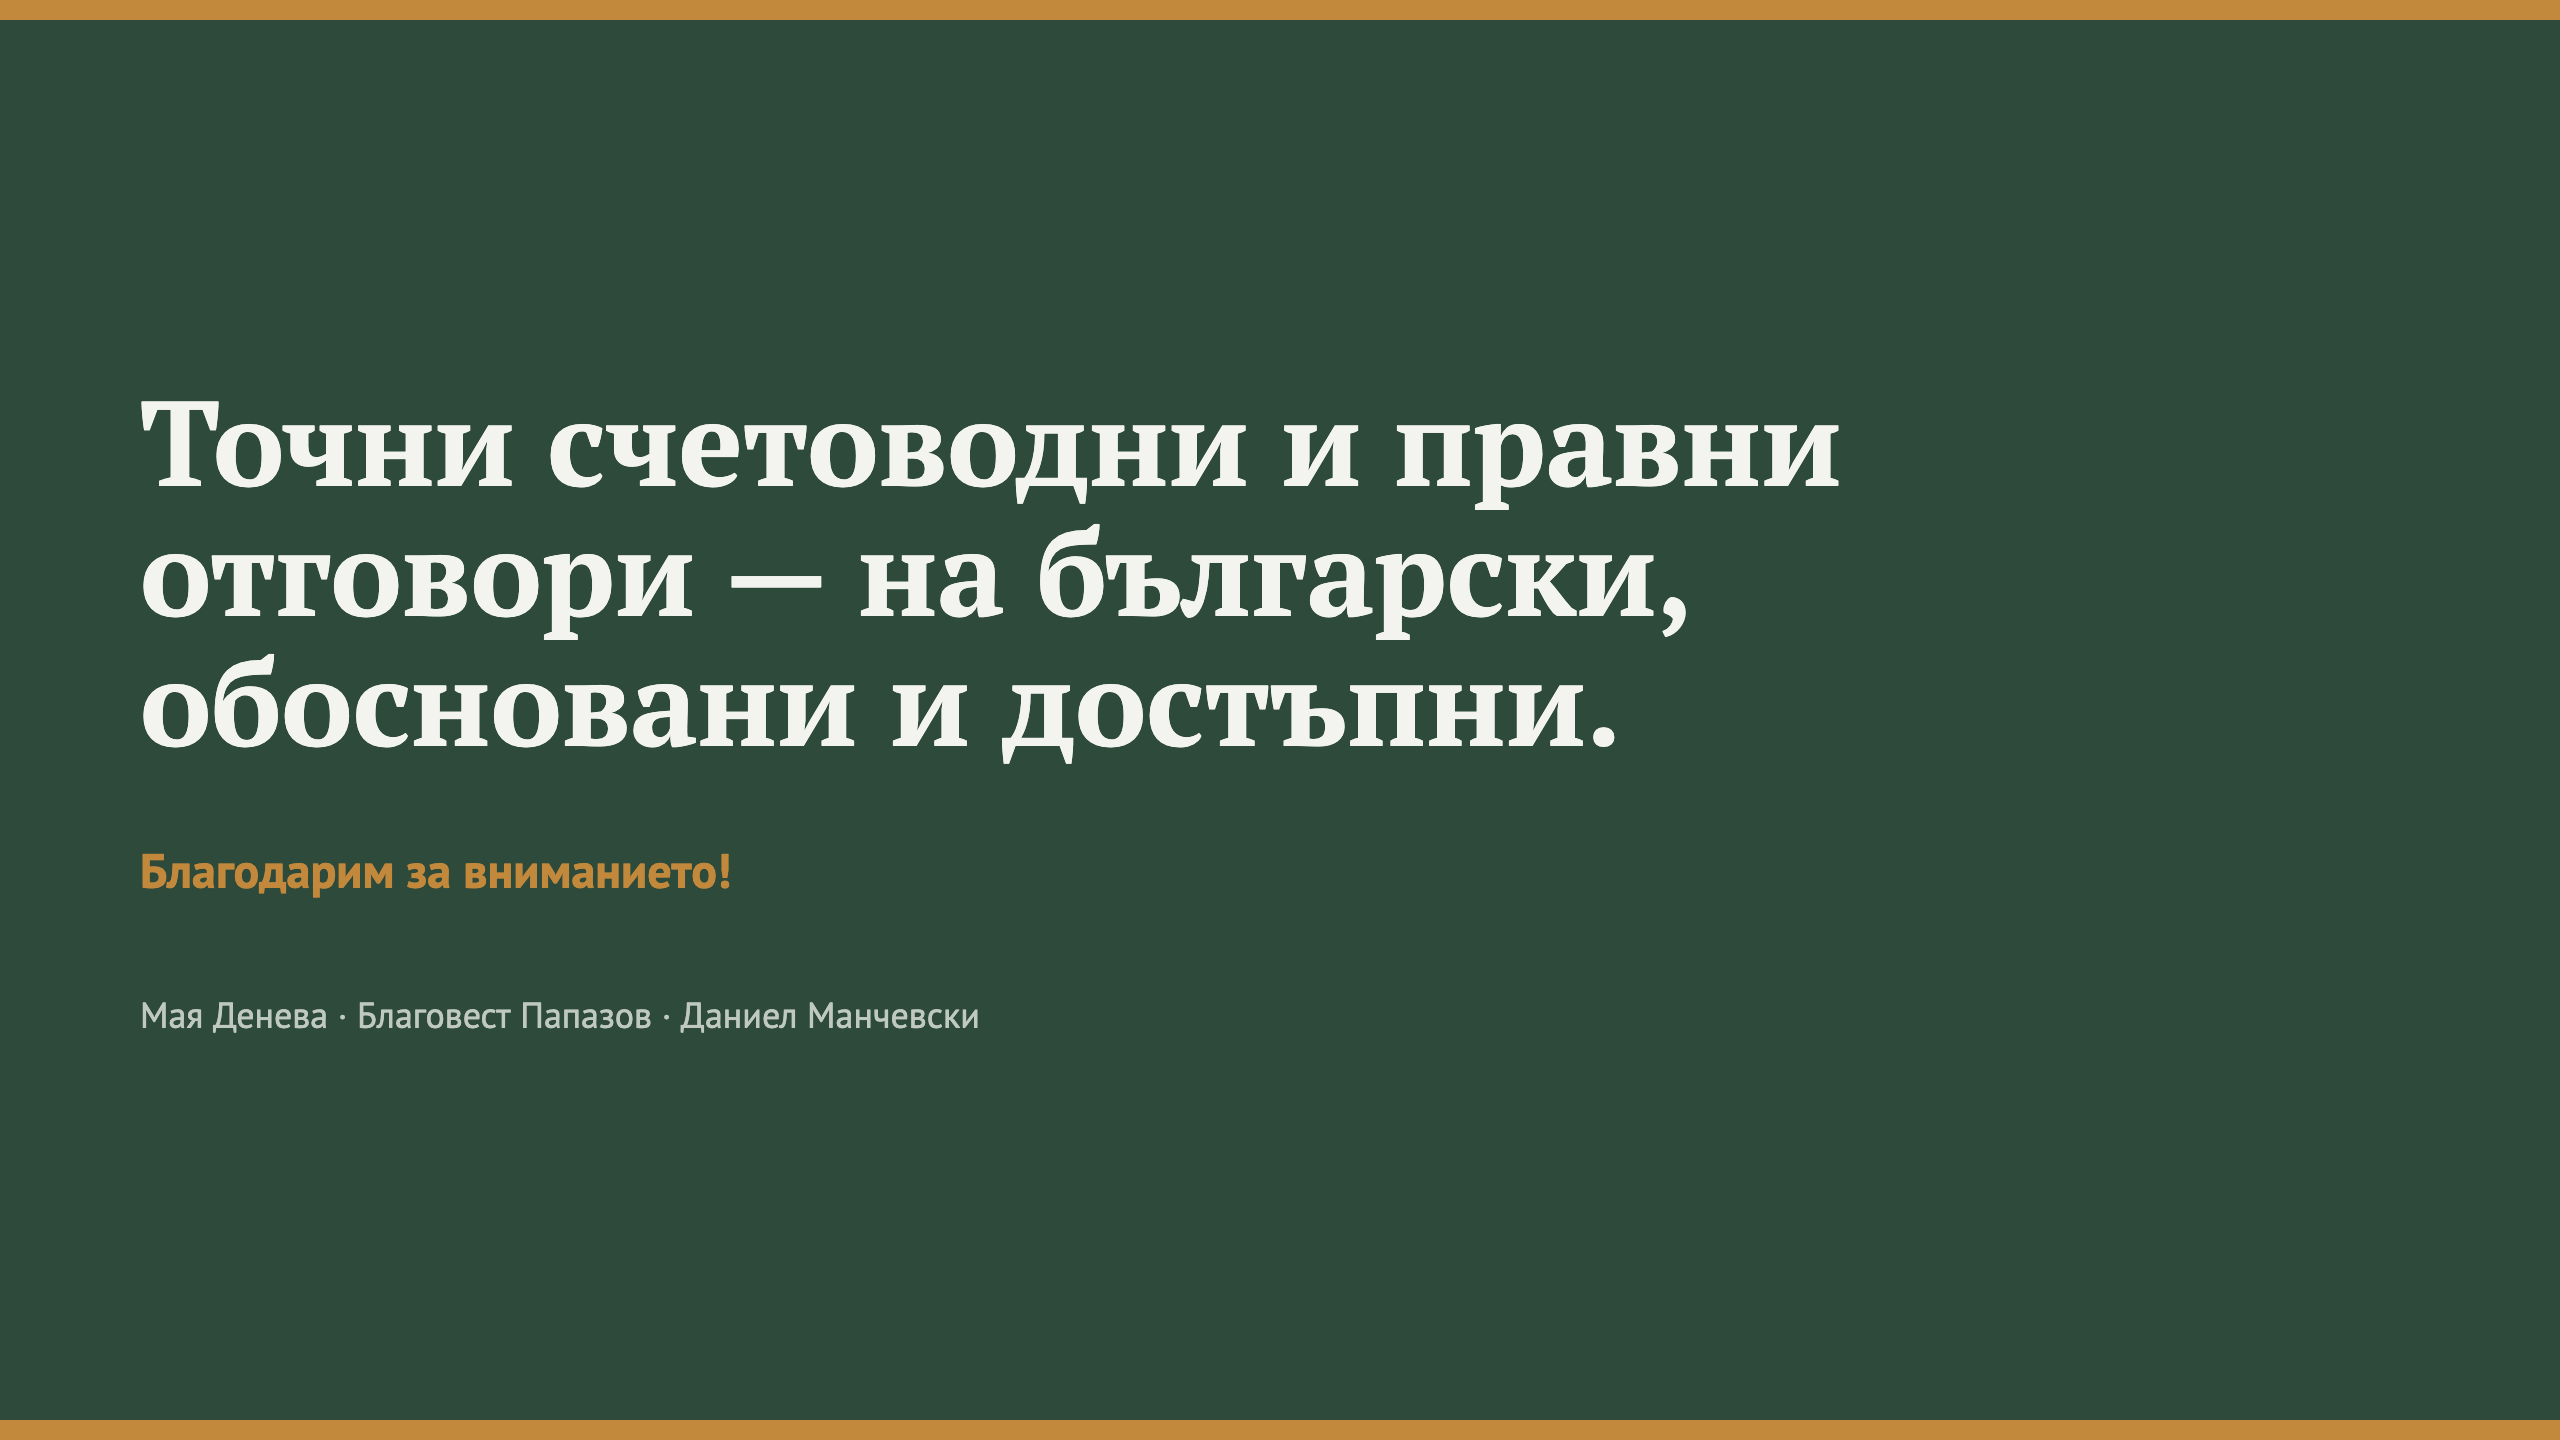 Точни счетоводни и правни
отговори — на български,
обосновани и достъпни.
Благодарим за вниманието!
Мая Денева · Благовест Папазов · Даниел Манчевски